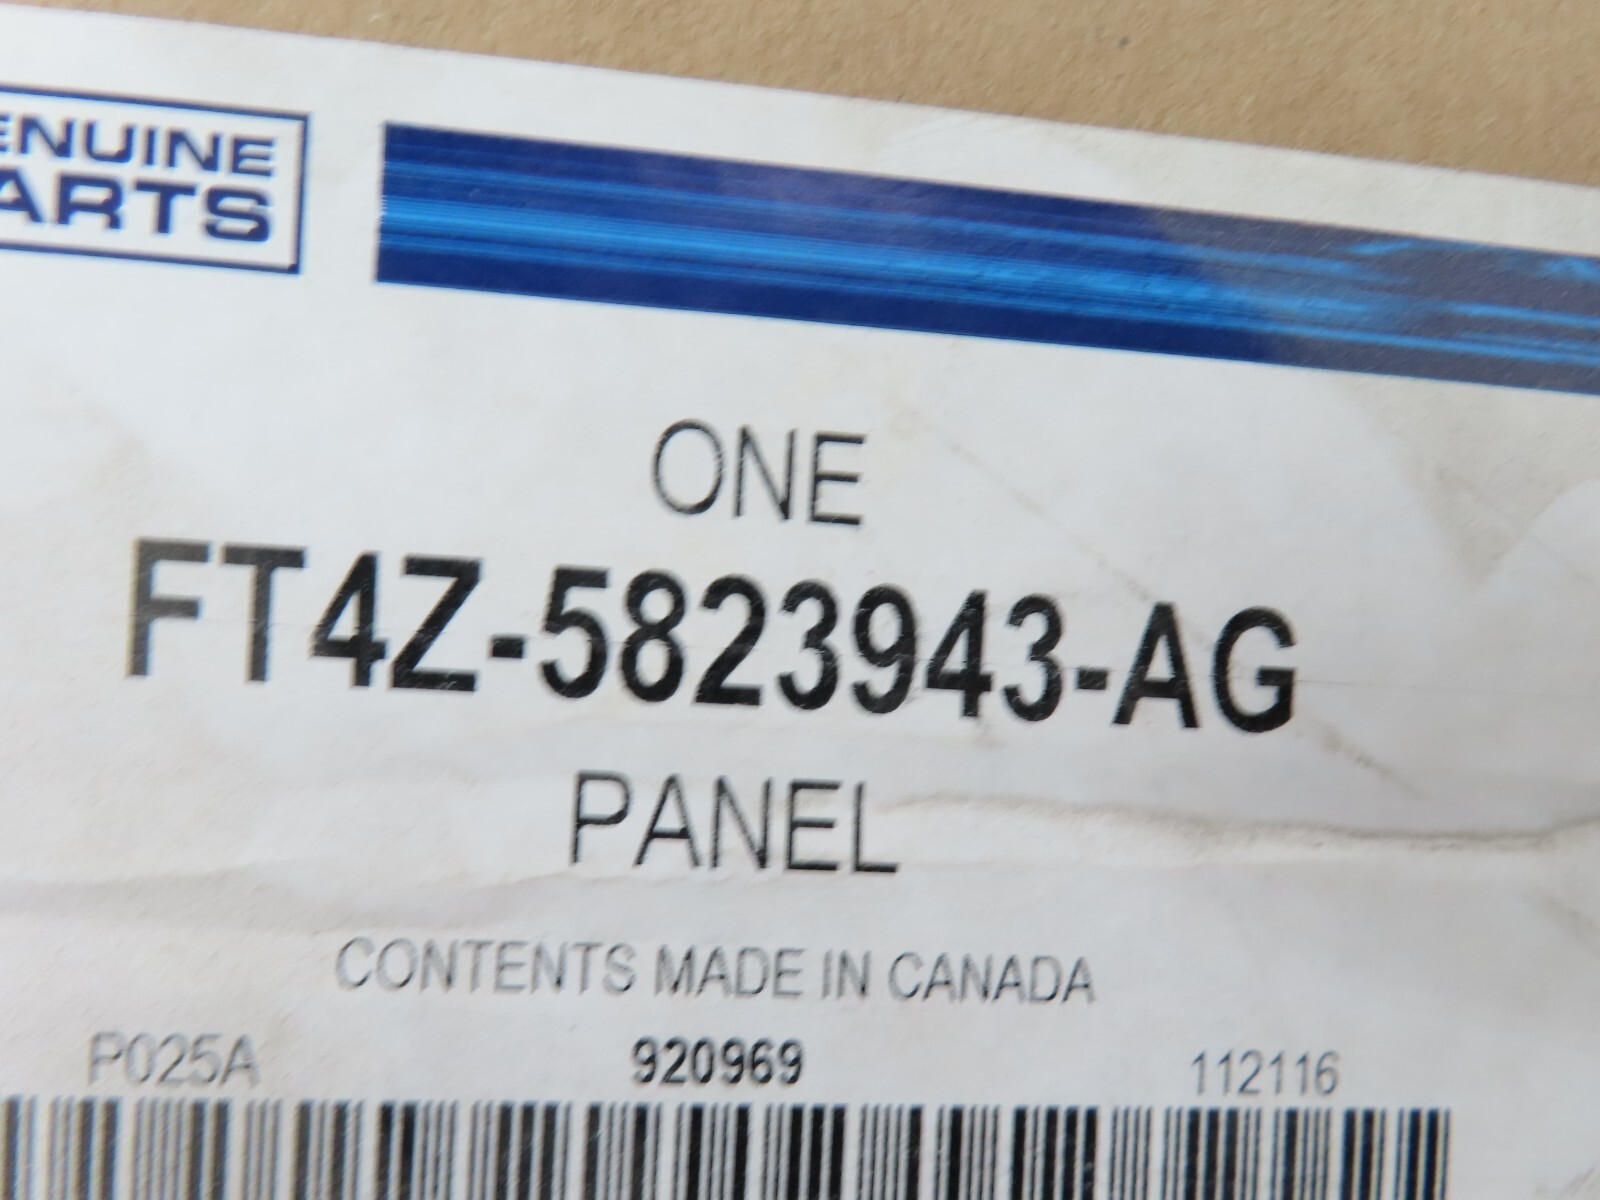 ENUINE
ARTS
ONE
FT4Z-5823943-AG
PANEL
CONTENTS MADE IN CANADA
P025A 920969 112116